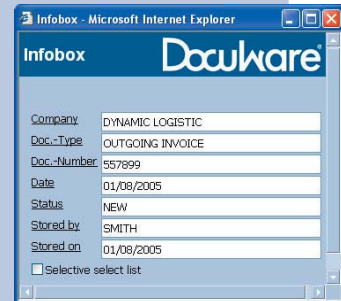 Infobox - Microsoft Internet Explorer
Infobox DocuWare
Company DYNAMIC LOGISTIC
Doc.-Type OUTGOING INVOICE
Doc.-Number 557899
Date 01/08/2005
Status NEW
Stored by SMITH
Stored on 01/08/2005
Selective select list